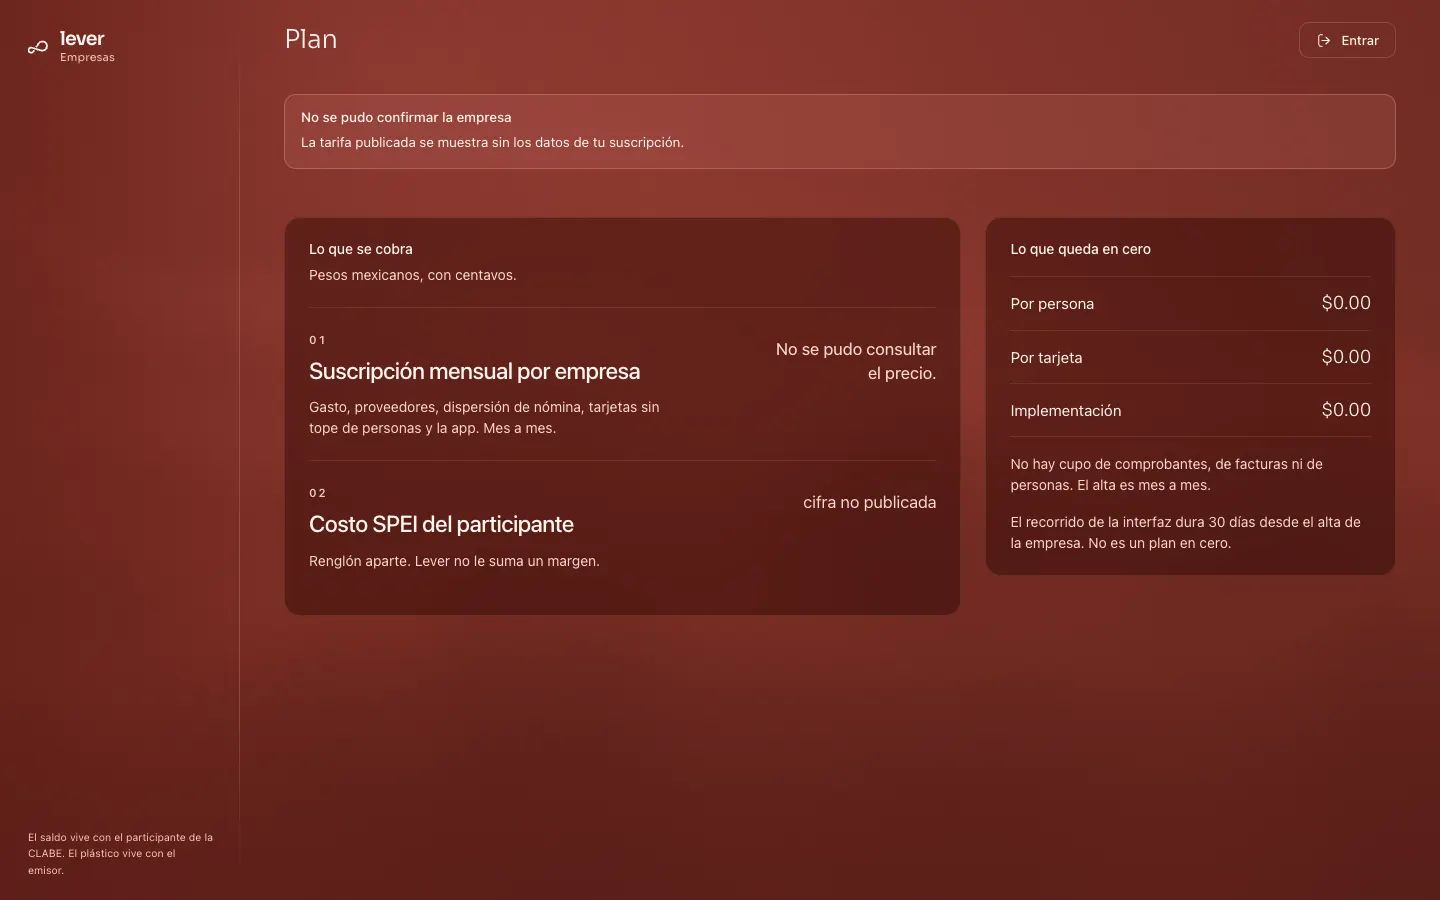 lever
Empresas
Plan
Entrar
No se pudo confirmar la empresa
La tarifa publicada se muestra sin los datos de tu suscripción.
Lo que se cobra
Pesos mexicanos, con centavos.
01
Suscripción mensual por empresa
Gasto, proveedores, dispersión de nómina, tarjetas sin
tope de personas y la app. Mes a mes.
No se pudo consultar
el precio.
02
Costo SPEI del participante
Renglón aparte. Lever no le suma un margen.
cifra no publicada
Lo que queda en cero
Por persona $0.00
Por tarjeta $0.00
Implementación $0.00
No hay cupo de comprobantes, de facturas ni de
personas. El alta es mes a mes.
El recorrido de la interfaz dura 30 días desde el alta de
la empresa. No es un plan en cero.
El saldo vive con el participante de la
CLABE. El plástico vive con el
emisor.